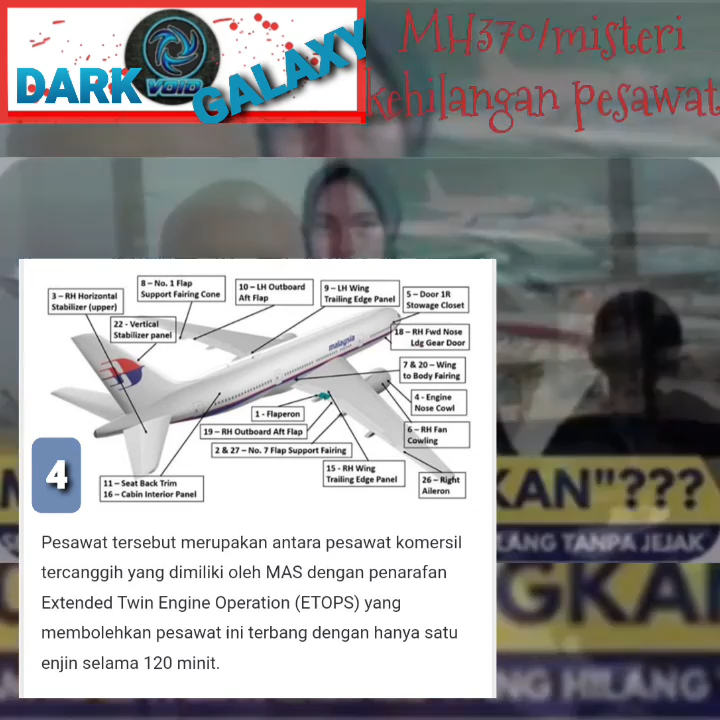 DARK VOID GALAXY
MH370/misteri
kehilangan pesawat
8 – No. 1 Flap
Support Fairing Cone
10 – LH Outboard
Aft Flap
9 – LH Wing
Trailing Edge Panel
5 – Door 1R
Stowage Closet
3 – RH Horizontal
Stabilizer (upper)
22 - Vertical
Stabilizer panel
malaysia
18 – RH Fwd Nose
Ldg Gear Door
7 & 20 – Wing
to Body Fairing
4 - Engine
Nose Cowl
1 - Flaperon
19 – RH Outboard Aft Flap
6 – RH Fan
Cowling
2 & 27 – No. 7 Flap Support Fairing
15 - RH Wing
Trailing Edge Panel
26 – Right
Aileron
11 – Seat Back Trim
16 – Cabin Interior Panel
4
KAN"???
LANG TANPA JEJAK
GKA
NG HILANG
Pesawat tersebut merupakan antara pesawat komersil
tercanggih yang dimiliki oleh MAS dengan penarafan
Extended Twin Engine Operation (ETOPS) yang
membolehkan pesawat ini terbang dengan hanya satu
enjin selama 120 minit.